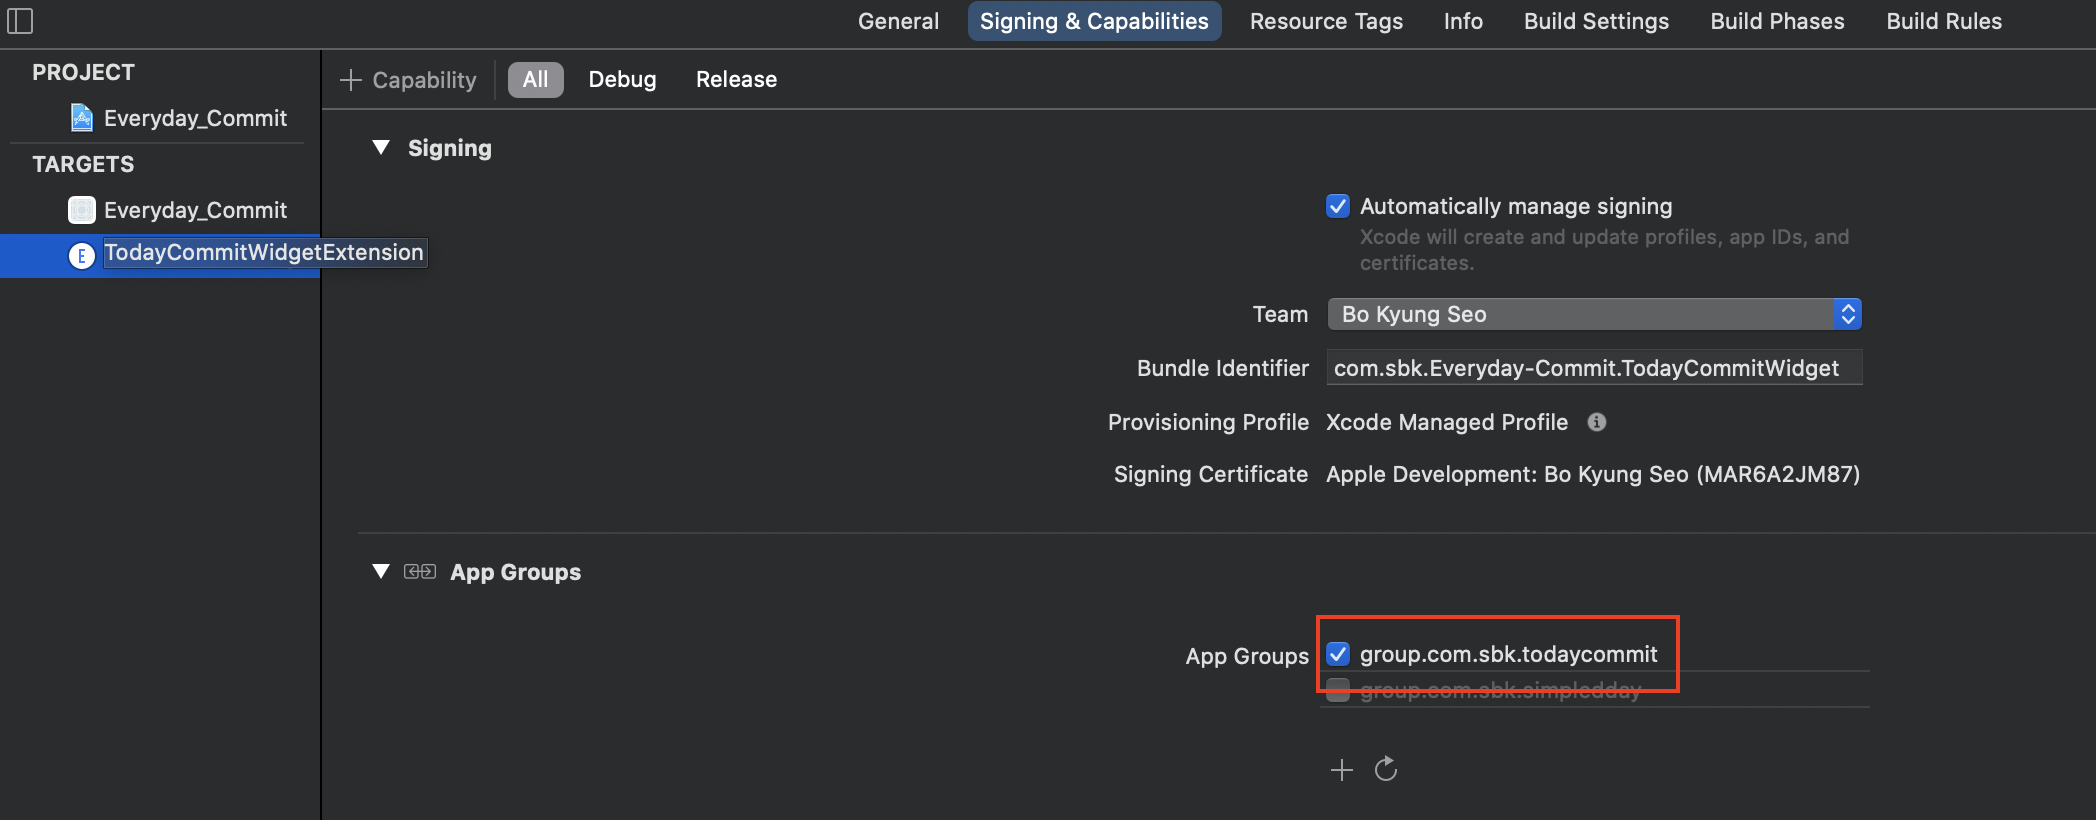 General Signing & Capabilities Resource Tags Info Build Settings Build Phases Build Rules
PROJECT
Everyday_Commit
TARGETS
Everyday_Commit
E TodayCommitWidgetExtension
+ Capability All Debug Release
Signing
Automatically manage signing
Xcode will create and update profiles, app IDs, and
certificates.
Team Bo Kyung Seo
Bundle Identifier com.sbk.Everyday-Commit.TodayCommitWidget
Provisioning Profile Xcode Managed Profile
Signing Certificate Apple Development: Bo Kyung Seo (MAR6A2JM87)
App Groups
App Groups group.com.sbk.todaycommit
group.com.sbk.simpledday